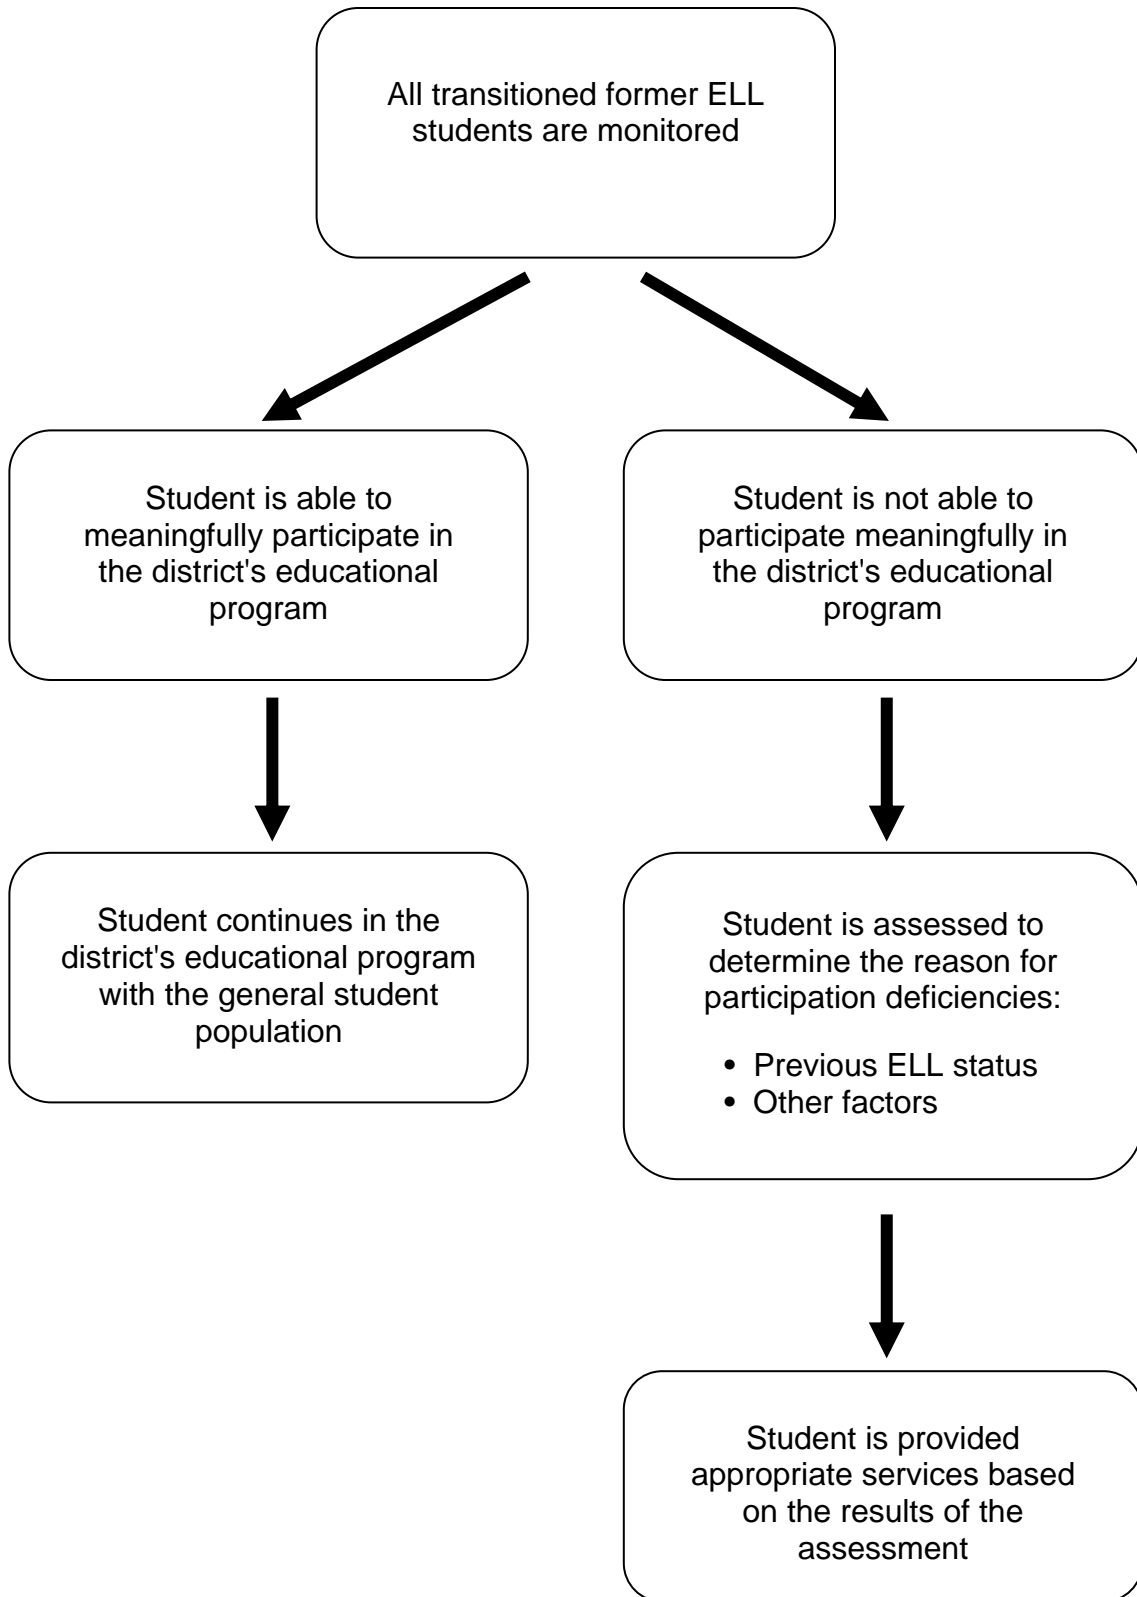 All transitioned former ELL
students are monitored
Student is able to
meaningfully participate in
the district's educational
program
Student is not able to
participate meaningfully in
the district's educational
program
Student continues in the
district's educational program
with the general student
population
Student is assessed to
determine the reason for
participation deficiencies:
• Previous ELL status
• Other factors
Student is provided
appropriate services based
on the results of the
assessment